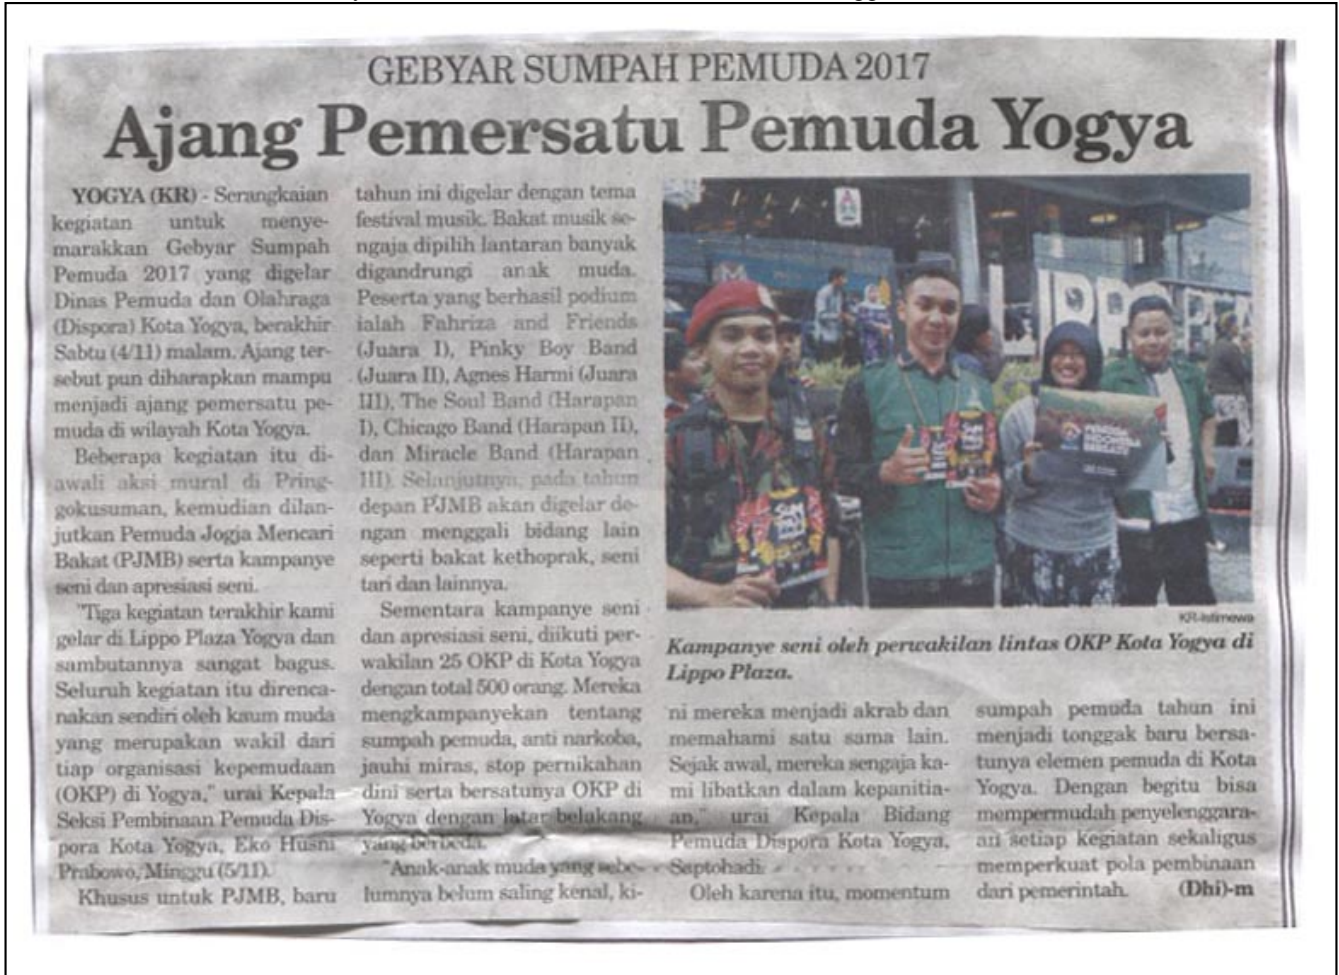 GEBYAR SUMPAH PEMUDA 2017
Ajang Pemersatu Pemuda Yogya
YOGYA (KR) - Serangkaian
kegiatan untuk menye-
marakkan Gebyar Sumpah
Pemuda 2017 yang digelar
Dinas Pemuda dan Olahraga
(Dispora) Kota Yogya, berakhir
Sabtu (4/11) malam. Ajang ter-
sebut pun diharapkan mampu
menjadi ajang pemersatu pe-
muda di wilayah Kota Yogya.
Beberapa kegiatan itu di-
awali aksi mural di Pring-
gokusuman, kemudian dilan-
jutkan Pemuda Jogja Mencari
Bakat (PJMB) serta kampanye
seni dan apresiasi seni.
"Tiga kegiatan terakhir kami
gelar di Lippo Plaza Yogya dan
sambutannya sangat bagus.
Seluruh kegiatan itu direnca-
nakan sendiri oleh kaum muda
yang merupakan wakil dari
tiap organisasi kepemudaan
(OKP) di Yogya," urai Kepala
Seksi Pembinaan Pemuda Dis-
pora Kota Yogya, Eko Husni
Prabowo, Minggu (5/11).
Khusus untuk PJMB, baru
tahun ini digelar dengan tema
festival musik. Bakat musik se-
ngaja dipilih lantaran banyak
digandrungi anak muda.
Peserta yang berhasil podium
ialah Fahriza and Friends
(Juara I), Pinky Boy Band
(Juara II), Agnes Harmi (Juara
III), The Soul Band (Harapan
I), Chicago Band (Harapan II),
dan Miracle Band (Harapan
III). Selanjutnya, pada tahun
depan PJMB akan digelar de-
ngan menggali bidang lain
seperti bakat kethoprak, seni
tari dan lainnya.
Sementara kampanye seni
dan apresiasi seni, diikuti per-
wakilan 25 OKP di Kota Yogya
dengan total 500 orang. Mereka
mengkampanyekan tentang
sumpah pemuda, anti narkoba,
jauhi miras, stop pernikahan
dini serta bersatunya OKP di
Yogya dengan latar belakang
yang berbeda.
"Anak-anak muda yang sebe-
lumnya belum saling kenal, ki-
LIPPO
PEMUDA
INDONESIA
BERSATU
KR-Istimewa
Kampanye seni oleh perwakilan lintas OKP Kota Yogya di
Lippo Plaza.
ni mereka menjadi akrab dan
memahami satu sama lain.
Sejak awal, mereka sengaja ka-
mi libatkan dalam kepanitia-
an," urai Kepala Bidang
Pemuda Dispora Kota Yogya,
Saptohadi.
Oleh karena itu, momentum
sumpah pemuda tahun ini
menjadi tonggak baru bersa-
tunya elemen pemuda di Kota
Yogya. Dengan begitu bisa
mempermudah penyelenggara-
an setiap kegiatan sekaligus
memperkuat pola pembinaan
dari pemerintah. (Dhi)-m